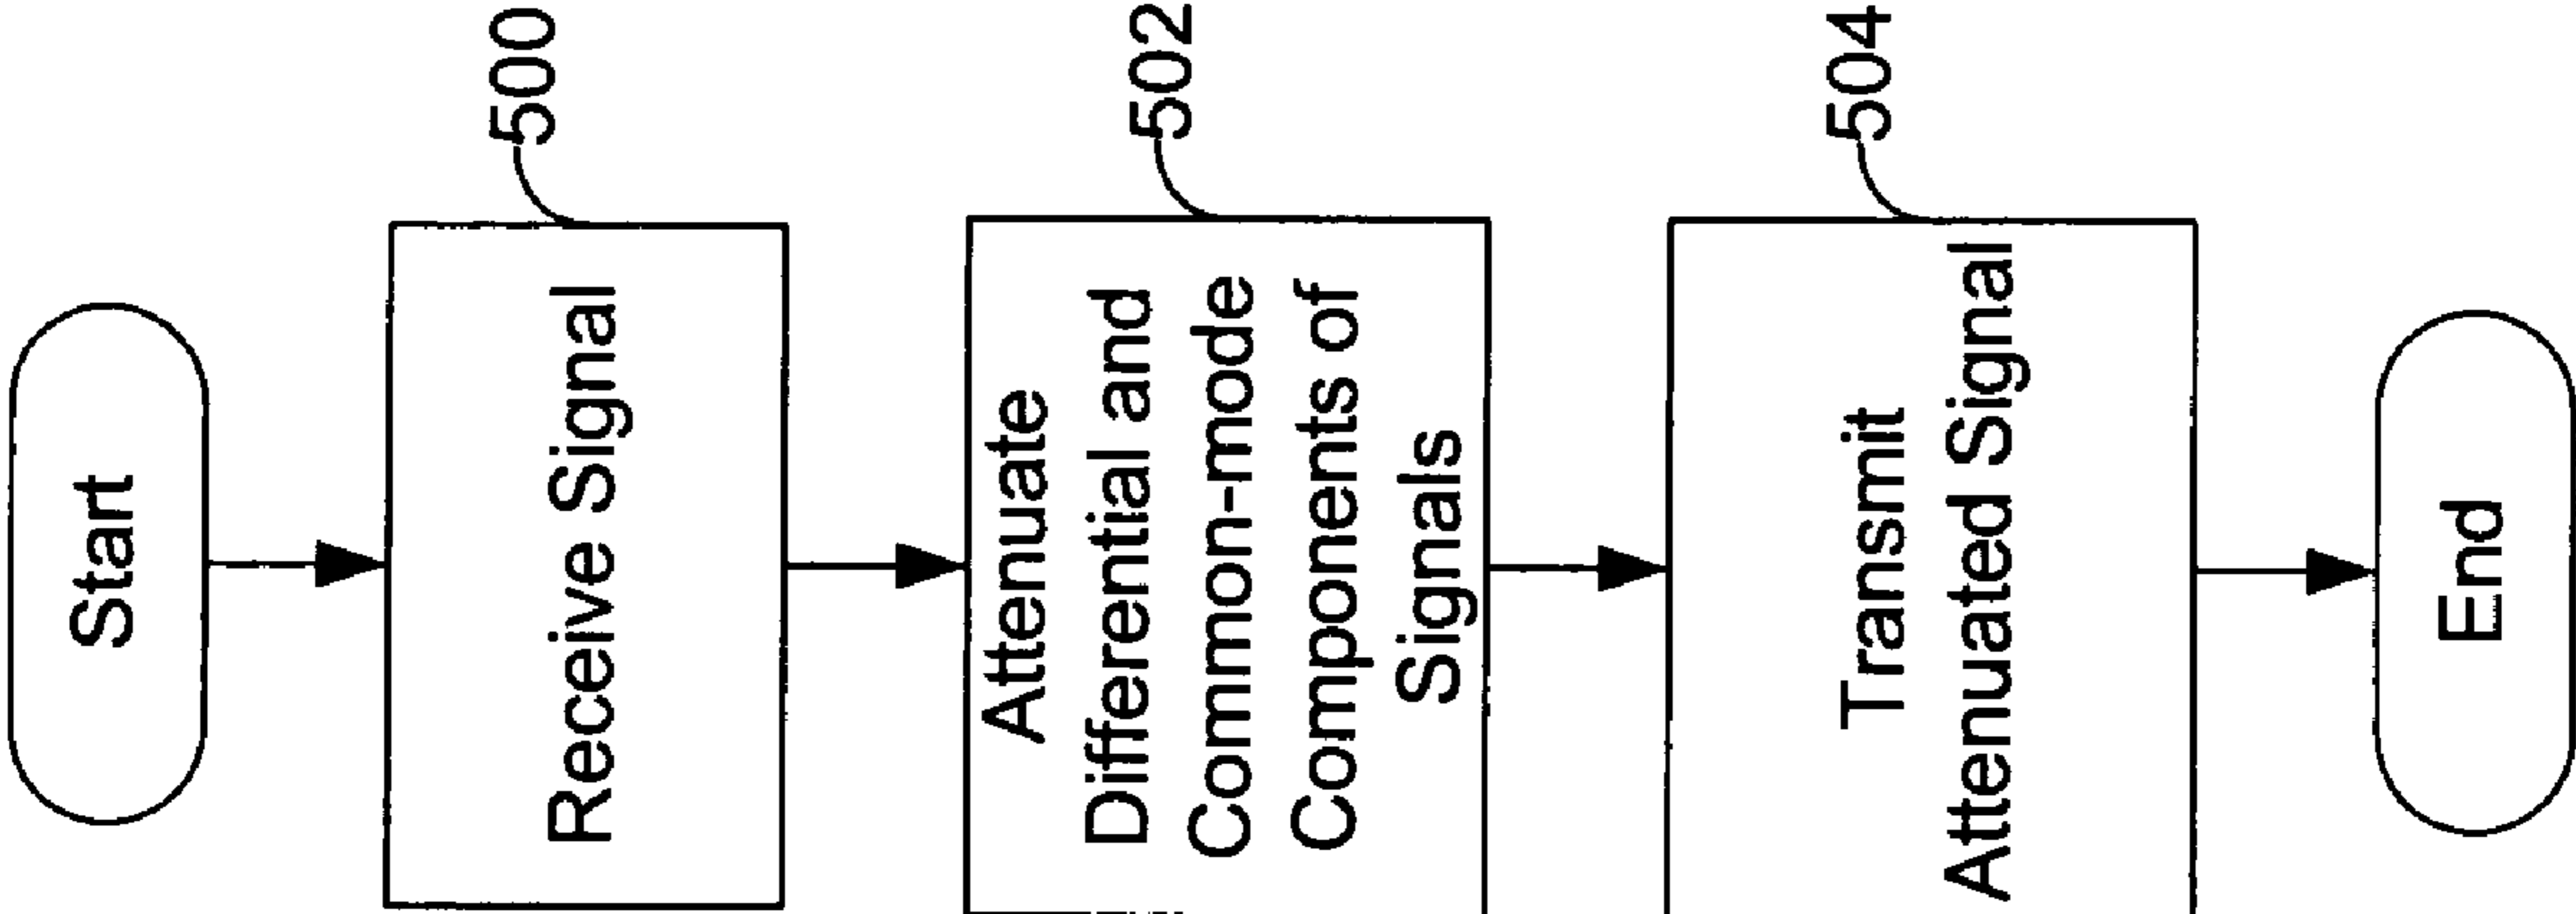 Start
500
Receive Signal
502
Attenuate
Differential and
Common-mode
Components of
Signals
504
Transmit
Attenuated Signal
End